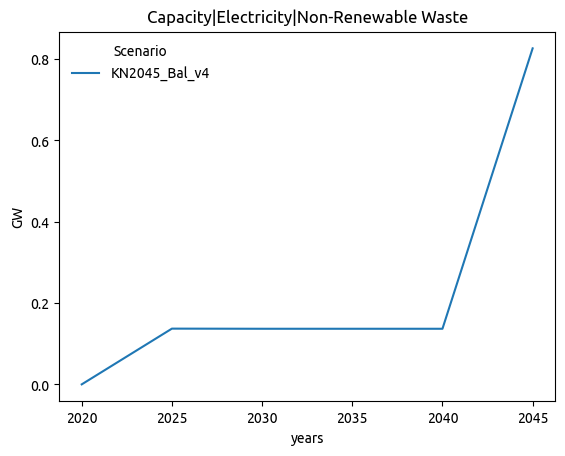 Capacity|Electricity|Non-Renewable Waste
Scenario
KN2045_Bal_v4
0.8
0.6
0.4
0.2
0.0
GW
2020 2025 2030 2035 2040 2045
years